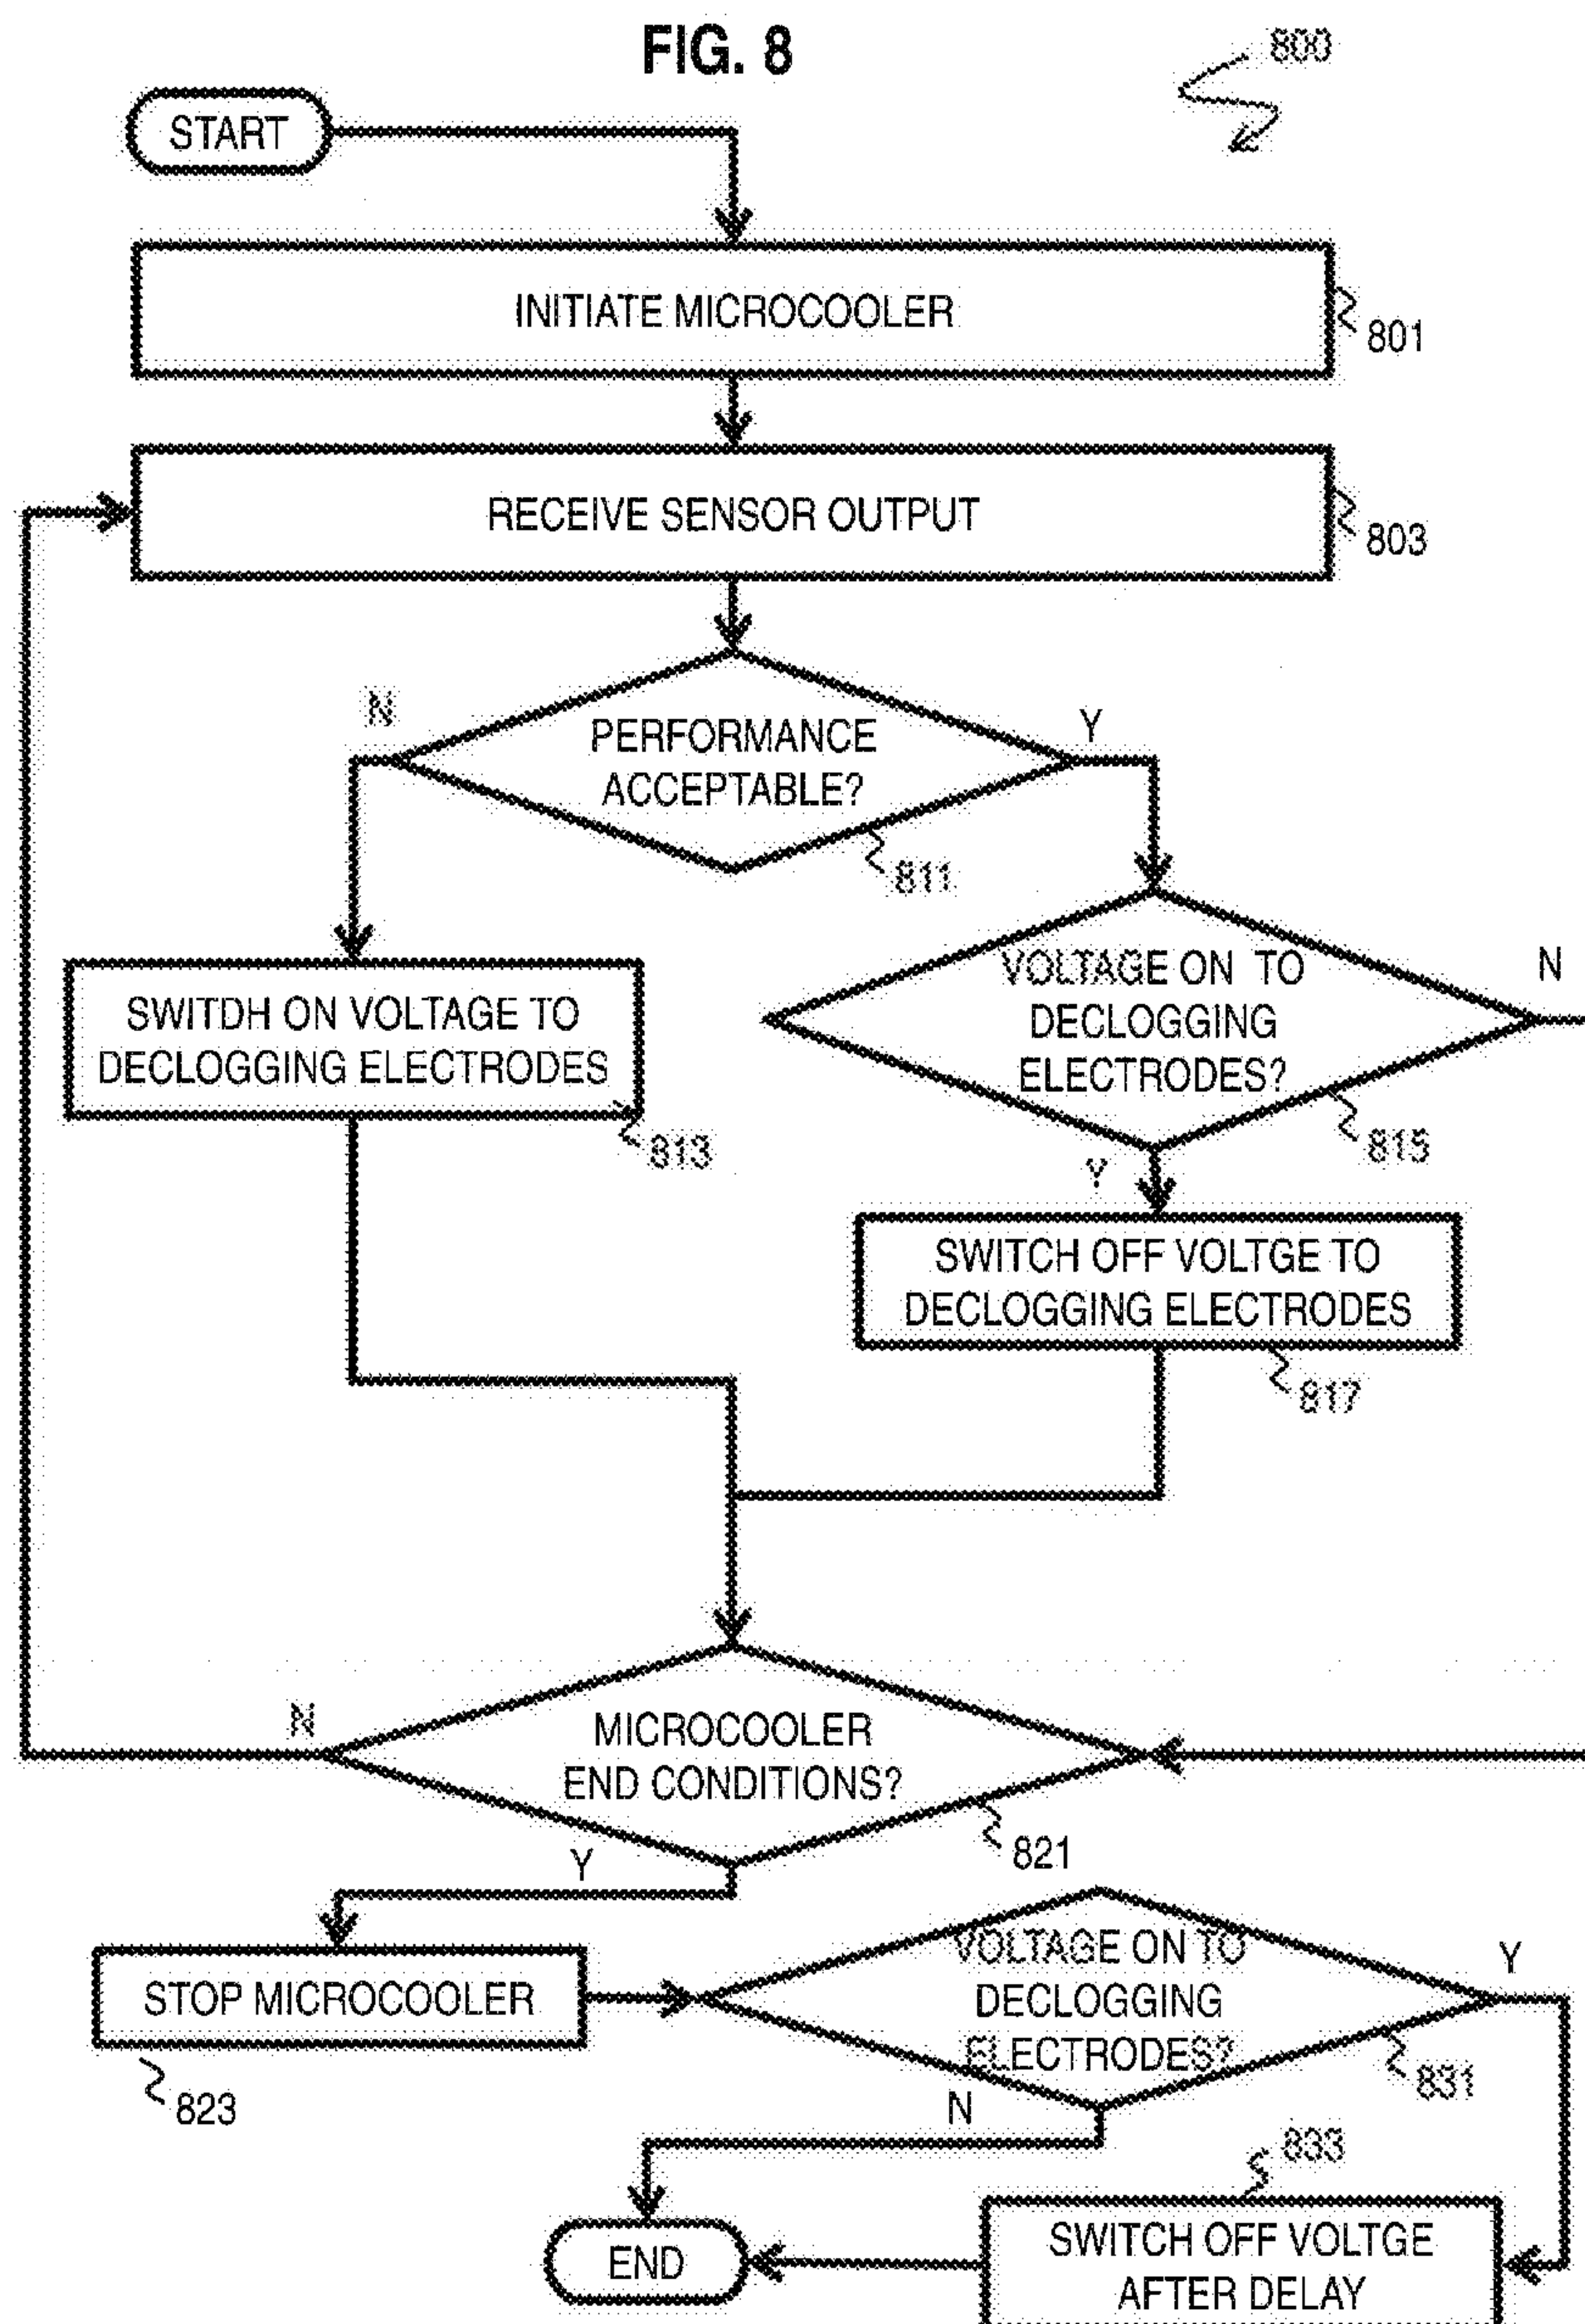 FIG. 8
800
START
INITIATE MICROCOOLER
801
RECEIVE SENSOR OUTPUT
803
N
Y
PERFORMANCE
ACCEPTABLE?
811
SWITDH ON VOLTAGE TO
DECLOGGING ELECTRODES
813
VOLTAGE ON TO
DECLOGGING
ELECTRODES?
N
815
Y
SWITCH OFF VOLTGE TO
DECLOGGING ELECTRODES
817
N
MICROCOOLER
END CONDITIONS?
821
Y
STOP MICROCOOLER
823
VOLTAGE ON TO
DECLOGGING
ELECTRODES?
Y
831
N
833
END
SWITCH OFF VOLTGE
AFTER DELAY